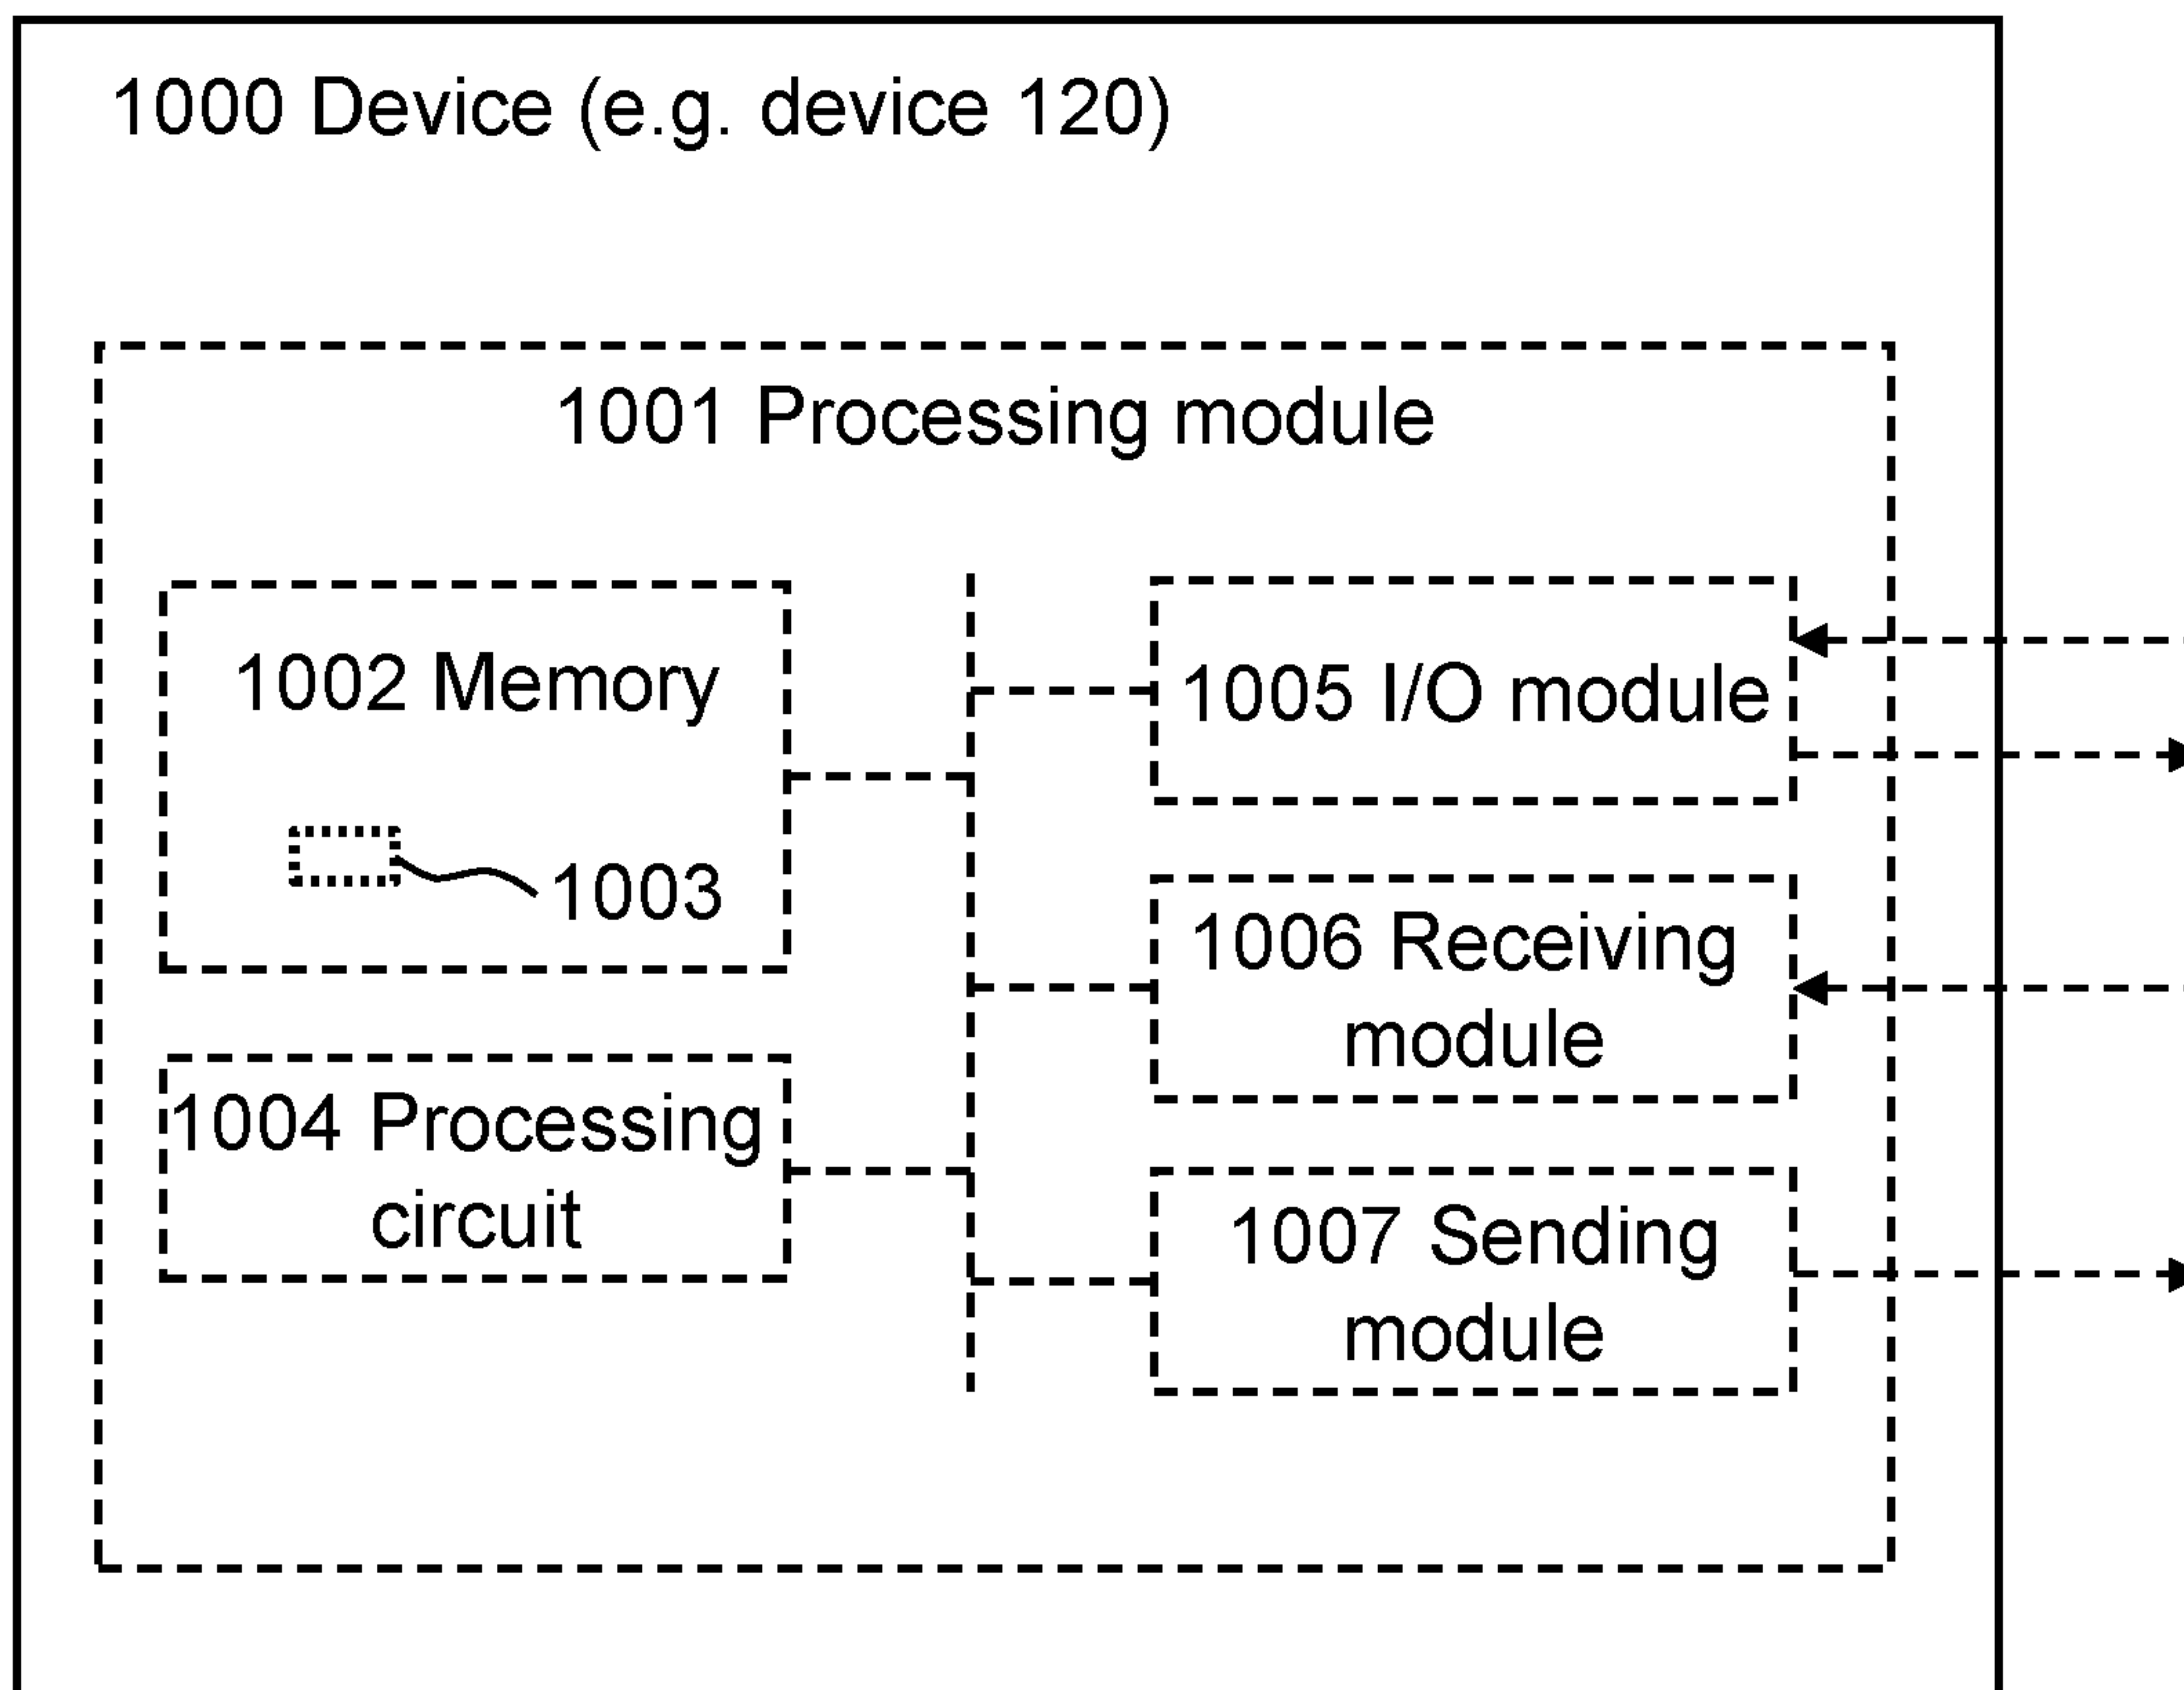 1000 Device (e.g. device 120)
1001 Processing module
1002 Memory
1003
1004 Processing
circuit
1005 I/O module
1006 Receiving
module
1007 Sending
module